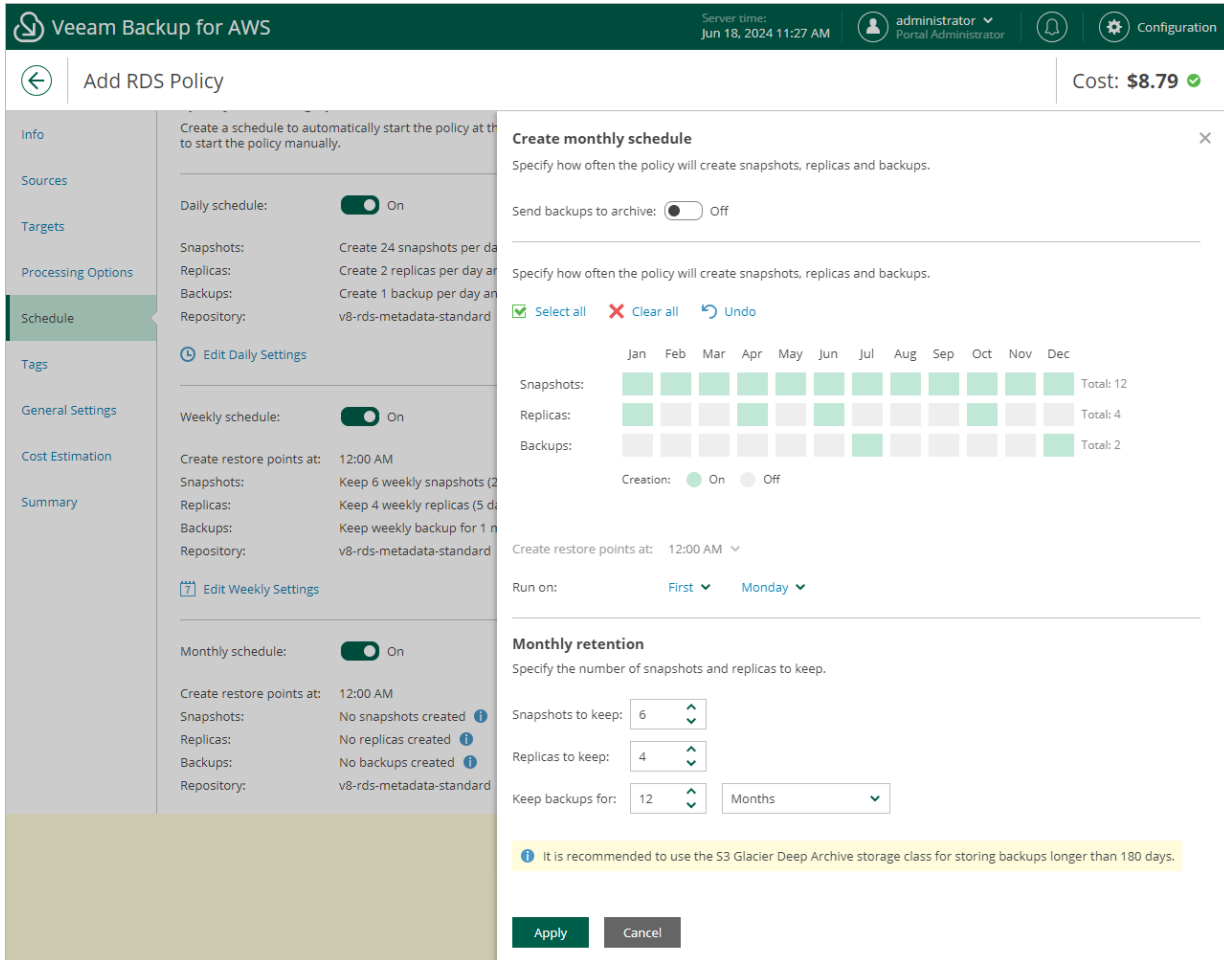 Veeam Backup for AWS
Server time:
Jun 18, 2024 11:27 AM
administrator
Portal Administrator
Configuration
Add RDS Policy
Cost: $8.79
Info
Sources
Targets
Processing Options
Schedule
Tags
General Settings
Cost Estimation
Summary
Create a schedule to automatically start the policy at th
to start the policy manually.
Daily schedule: On
Snapshots: Create 24 snapshots per da
Replicas: Create 2 replicas per day an
Backups: Create 1 backup per day an
Repository: v8-rds-metadata-standard
Edit Daily Settings
Weekly schedule: On
Create restore points at: 12:00 AM
Snapshots: Keep 6 weekly snapshots (2
Replicas: Keep 4 weekly replicas (5 da
Backups: Keep weekly backup for 1 m
Repository: v8-rds-metadata-standard
7 Edit Weekly Settings
Monthly schedule: On
Create restore points at: 12:00 AM
Snapshots: No snapshots created
Replicas: No replicas created
Backups: No backups created
Repository: v8-rds-metadata-standard
Create monthly schedule
Specify how often the policy will create snapshots, replicas and backups.
Send backups to archive: Off
Specify how often the policy will create snapshots, replicas and backups.
Select all Clear all Undo
Jan Feb Mar Apr May Jun Jul Aug Sep Oct Nov Dec
Snapshots: Total: 12
Replicas: Total: 4
Backups: Total: 2
Creation: On Off
Create restore points at: 12:00 AM
Run on: First Monday
Monthly retention
Specify the number of snapshots and replicas to keep.
Snapshots to keep: 6
Replicas to keep: 4
Keep backups for: 12 Months
It is recommended to use the S3 Glacier Deep Archive storage class for storing backups longer than 180 days.
Apply Cancel